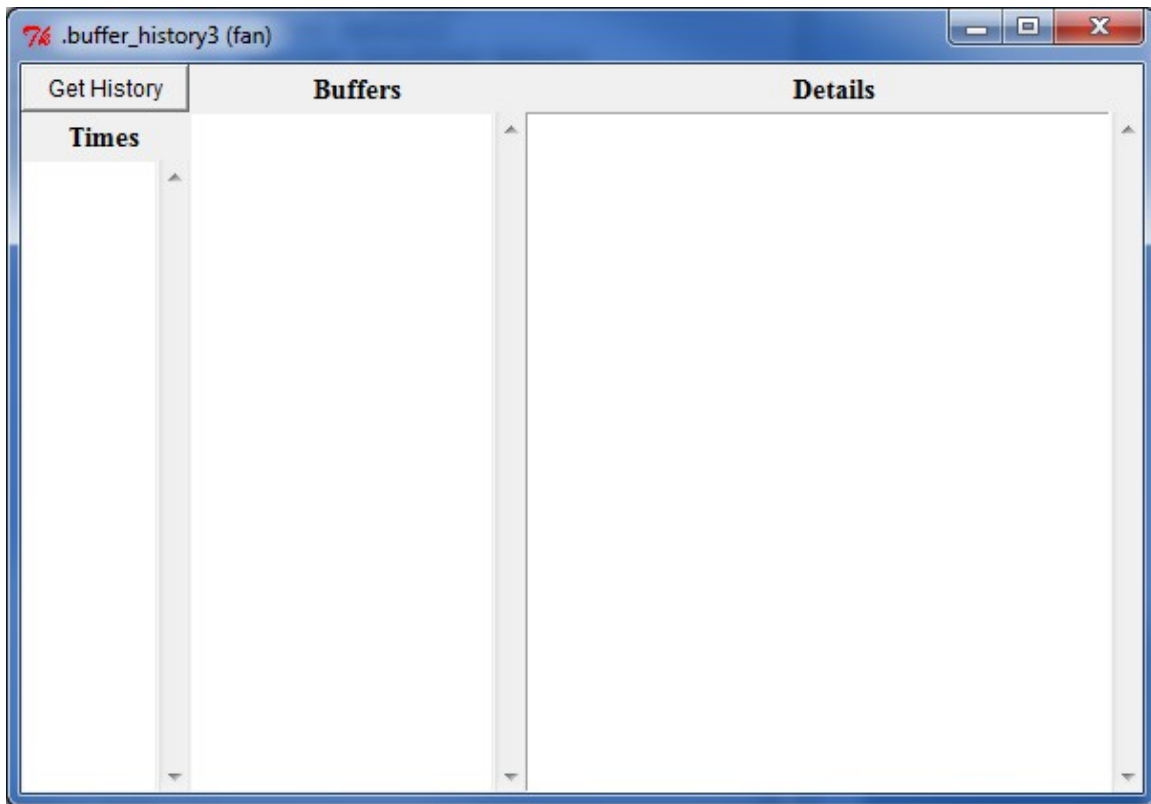 .buffer_history3 (fan)
Get History
Buffers
Details
Times